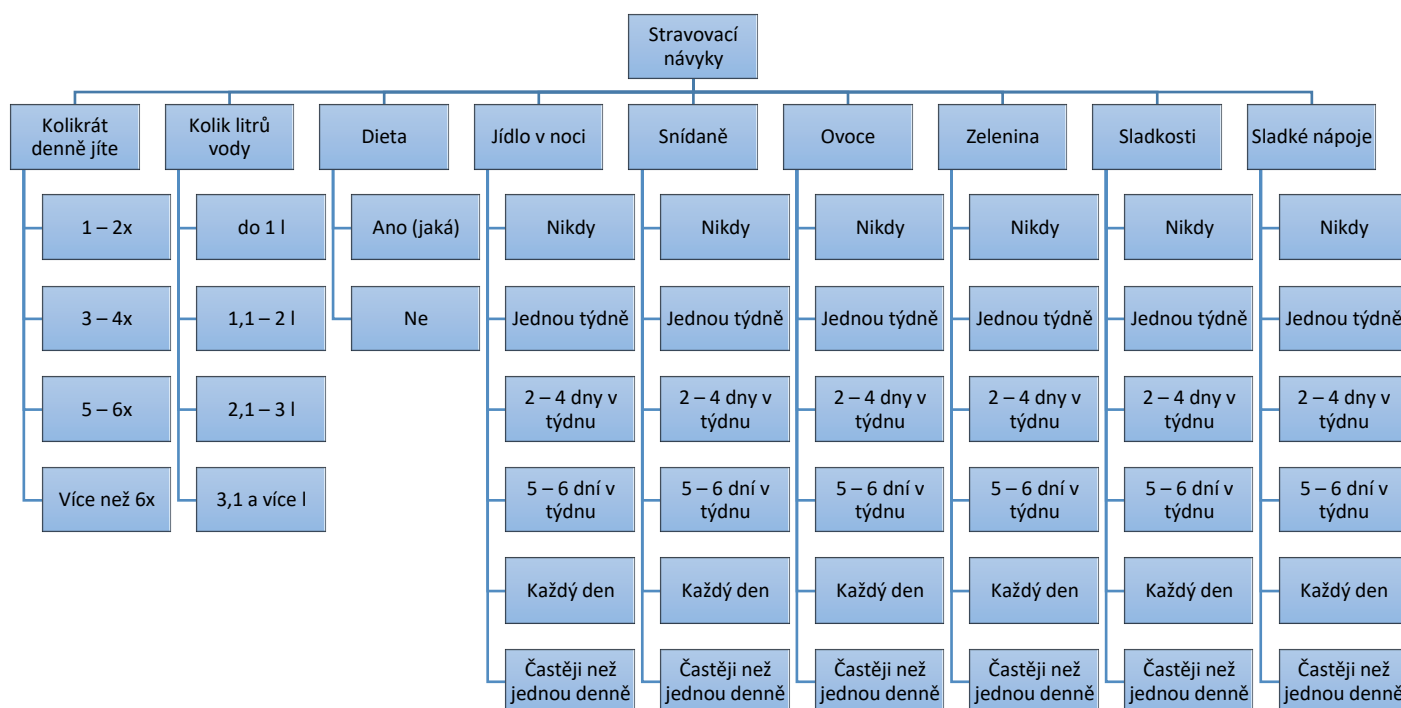 Stravovací
návyky
Kolikrát
denně jíte
Kolik litrů
vody
Dieta
Jídlo v noci
Snídaně
Ovoce
Zelenina
Sladkosti
Sladké nápoje
1 – 2x
do 1 l
Ano (jaká)
Nikdy
Nikdy
Nikdy
Nikdy
Nikdy
Nikdy
3 – 4x
1,1 – 2 l
Ne
Jednou týdně
Jednou týdně
Jednou týdně
Jednou týdně
Jednou týdně
Jednou týdně
5 – 6x
2,1 – 3 l
2 – 4 dny v
týdnu
2 – 4 dny v
týdnu
2 – 4 dny v
týdnu
2 – 4 dny v
týdnu
2 – 4 dny v
týdnu
2 – 4 dny v
týdnu
Více než 6x
3,1 a více l
5 – 6 dní v
týdnu
5 – 6 dní v
týdnu
5 – 6 dní v
týdnu
5 – 6 dní v
týdnu
5 – 6 dní v
týdnu
5 – 6 dní v
týdnu
Každý den
Každý den
Každý den
Každý den
Každý den
Každý den
Častěji než
jednou denně
Častěji než
jednou denně
Častěji než
jednou denně
Častěji než
jednou denně
Častěji než
jednou denně
Častěji než
jednou denně